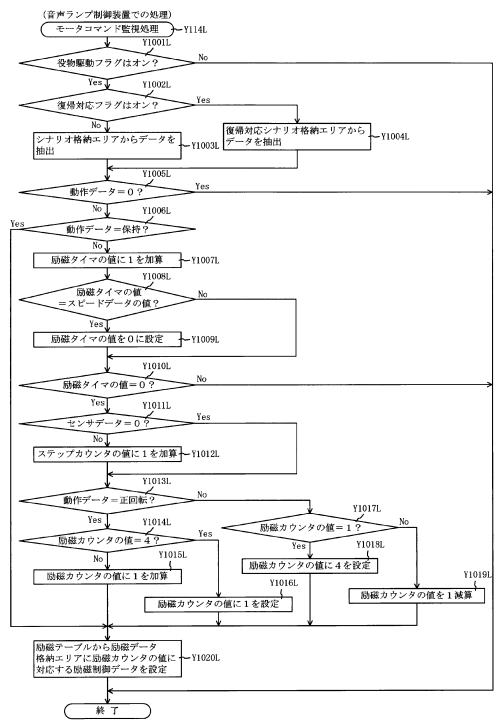 (音声ランプ制御装置での処理)
モータコマンド監視処理
Y114L
Y1001L
役物駆動フラグはオン?
No
Yes
Y1002L
復帰対応フラグはオン?
Yes
No
シナリオ格納エリアからデータを
抽出
Y1003L
復帰対応シナリオ格納エリアから
データを抽出
Y1004L
Y1005L
動作データ=0?
Yes
No
Y1006L
Yes
動作データ=保持?
No
励磁タイマの値に1を加算
Y1007L
Y1008L
励磁タイマの値
=スピードデータの値?
No
Yes
励磁タイマの値を0に設定
Y1009L
Y1010L
励磁タイマの値=0?
No
Yes
Y1011L
センサデータ=0?
Yes
No
ステップカウンタの値に1を加算
Y1012L
Y1013L
動作データ=正回転?
No
Yes
Y1014L
励磁カウンタの値=4?
Yes
No
Y1015L
励磁カウンタの値に1を加算
Y1016L
励磁カウンタの値に1を設定
Y1017L
励磁カウンタの値=1?
No
Yes
Y1018L
励磁カウンタの値に4を設定
Y1019L
励磁カウンタの値を1減算
励磁テーブルから励磁データ
格納エリアに励磁カウンタの値に
対応する励磁制御データを設定
Y1020L
終了